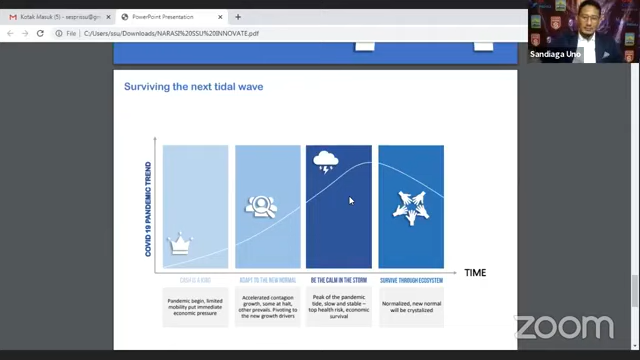 Kotak Masuk (5) - sespnssu@gr
PowerPoint Presentation
File
C:/Users/ssu/Downloads/NARASI%20SSU%20INNOVATE.pdf
Sandiaga Uno
Surviving the next tidal wave
COVID 19 PANDEMIC TREND
TIME
CASH IS A KING
ADAPT TO THE NEW NORMAL
BE THE CALM IN THE STORM
SURVIVE THROUGH ECOSYSTEM
Pandemic begin, limited
mobility put immediate
economic pressure
Accelerated contagion
growth, some at halt,
other prevails. Pivoting to
the new growth drivers
Peak of the pandemic
tide, slow and stable –
top health risk, economic
survival
Normalized, new normal
will be crystalized
zoom